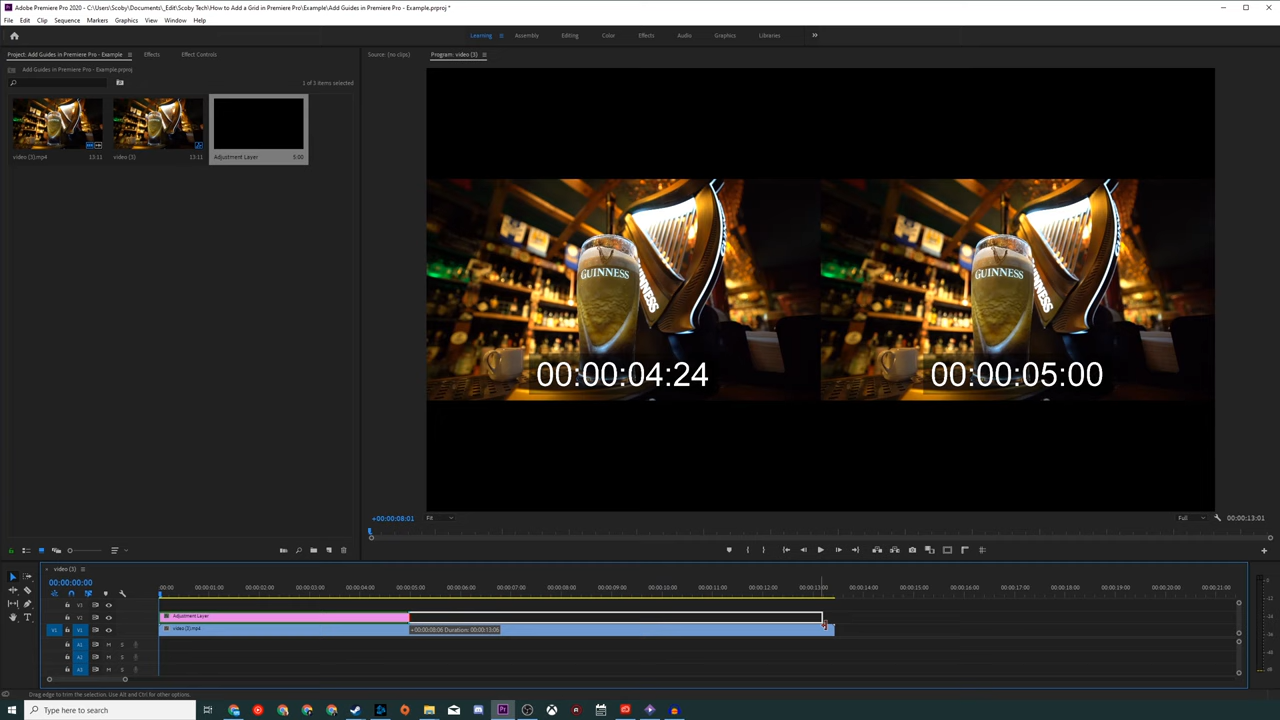 Adobe Premiere Pro 2020 - C:\Users\Scoby\Documents\_Edit\Scoby Tech\How to Add a Grid in Premiere Pro\Example\Add Guides in Premiere Pro - Example.prproj *
File Edit Clip Sequence Markers Graphics View Window Help
Learning Assembly Editing Color Effects Audio Graphics Libraries
Project: Add Guides in Premiere Pro - Example Effects Effect Controls
Source: (no clips) Program: video (3)
Add Guides in Premiere Pro - Example.prproj
1 of 3 items selected
video (3).mp4 13:11 video (3) 13:11 Adjustment Layer 5:00
GUINNESS GUINNESS
00:00:04:24 00:00:05:00
+00:00:08:01 Fit Full 00:00:13:01
video (3)
00:00:00:00
:00:00 00:00:01:00 00:00:02:00 00:00:03:00 00:00:04:00 00:00:05:00 00:00:06:00 00:00:07:00 00:00:08:00 00:00:09:00 00:00:10:00 00:00:11:00 00:00:12:00 00:00:13:00 00:00:14:00 00:00:15:00 00:00:16:00 00:00:17:00 00:00:18:00 00:00:19:00 00:00:20:00 00:00:21:00
V3
V2 Adjustment Layer
V1 V1 video (3).mp4 +00:00:08:06 Duration: 00:00:13:06
A1 M S
A2 M S
A3 M S
Drag edge to trim the selection. Use Alt and Ctrl for other options.
Type here to search